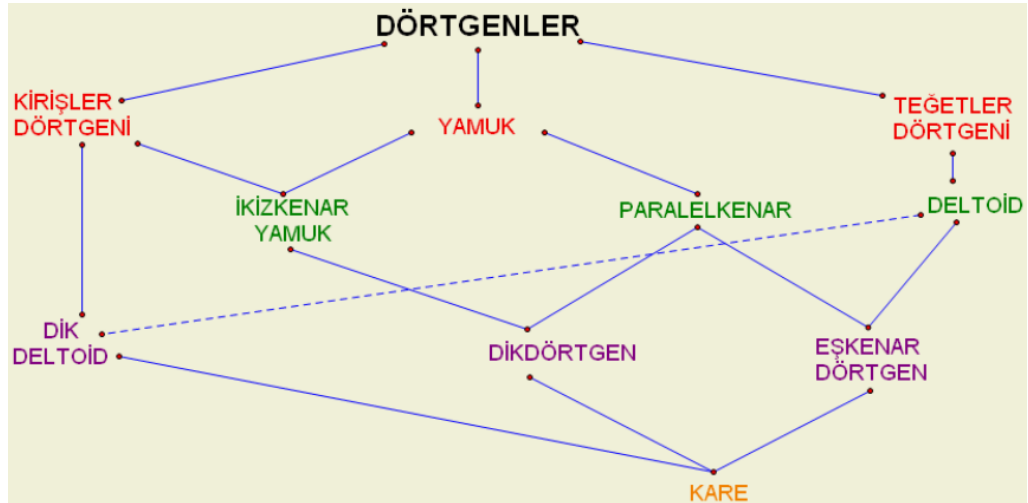 DÖRTGENLER
KİRİŞLER
DÖRTGENİ
YAMUK
TEĞETLER
DÖRTGENİ
İKİZKENAR
YAMUK
PARALELKENAR
DELTOİD
DİK
DELTOİD
DİKDÖRTGEN
EŞKENAR
DÖRTGEN
KARE